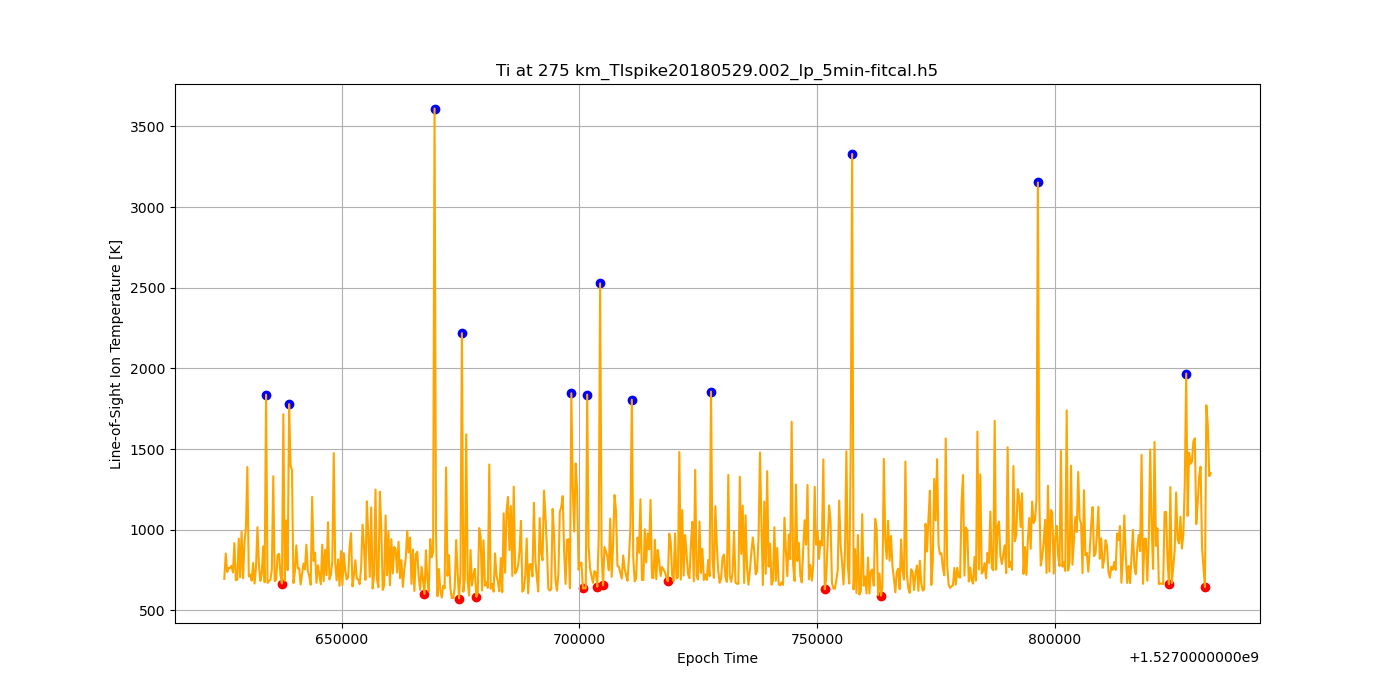 Ti at 275 km_TIspike20180529.002_lp_5min-fitcal.h5
Line-of-Sight Ion Temperature [K]
3500
3000
2500
2000
1500
1000
500
650000
700000
750000
800000
Epoch Time
+1.5270000000e9